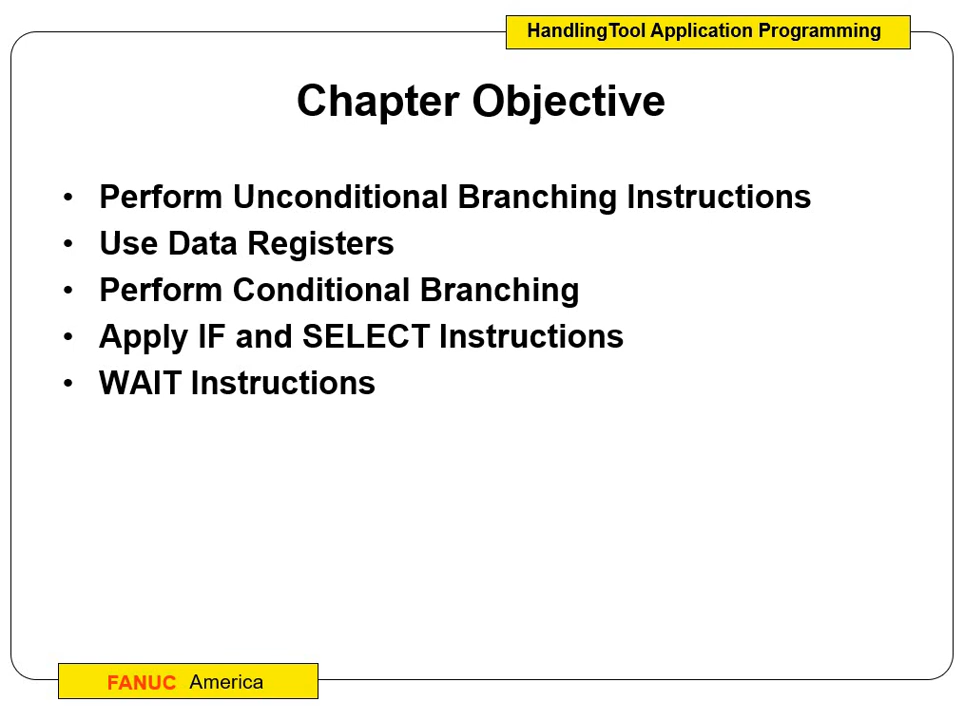 HandlingTool Application Programming
Chapter Objective
• Perform Unconditional Branching Instructions
• Use Data Registers
• Perform Conditional Branching
• Apply IF and SELECT Instructions
• WAIT Instructions
FANUC America